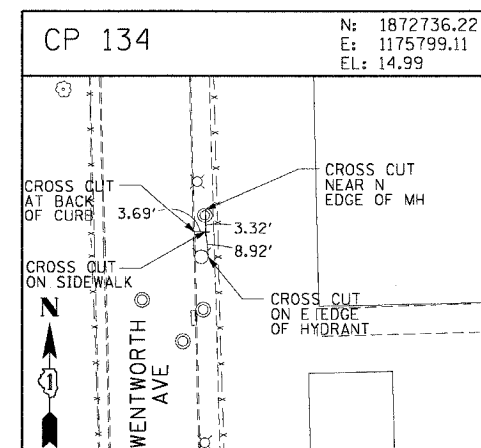 CP 134
N: 1872736.22
E: 1175799.11
EL: 14.99
CROSS CUT
AT BACK
OF CURB
3.69'
CROSS CUT
NEAR N
EDGE OF MH
3.32'
8.92'
CROSS CUT
ON SIDEWALK
CROSS CUT
ON E EDGE
OF HYDRANT
N
1
WENTWORTH
AVE